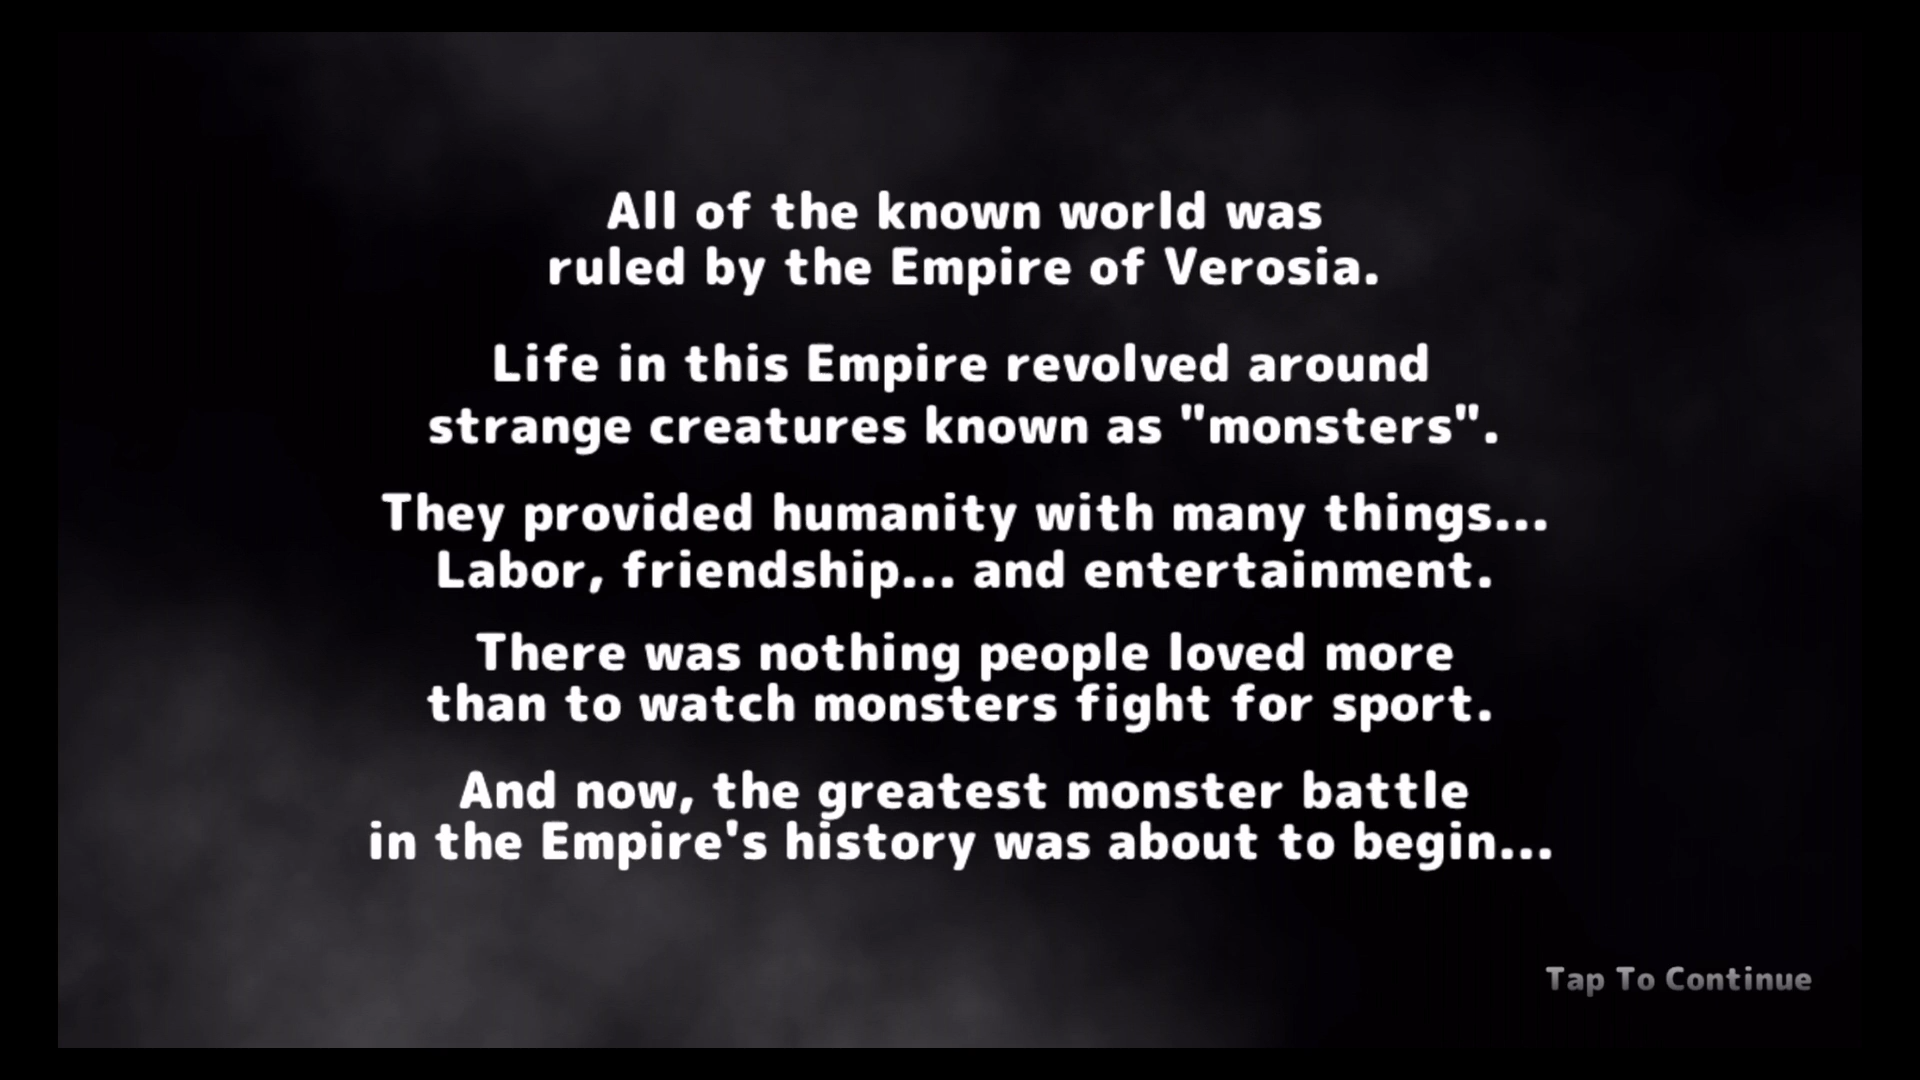 All of the known world was
ruled by the Empire of Verosia.
Life in this Empire revolved around
strange creatures known as "monsters".
They provided humanity with many things...
Labor, friendship... and entertainment.
There was nothing people loved more
than to watch monsters fight for sport.
And now, the greatest monster battle
in the Empire's history was about to begin...
Tap To Continue